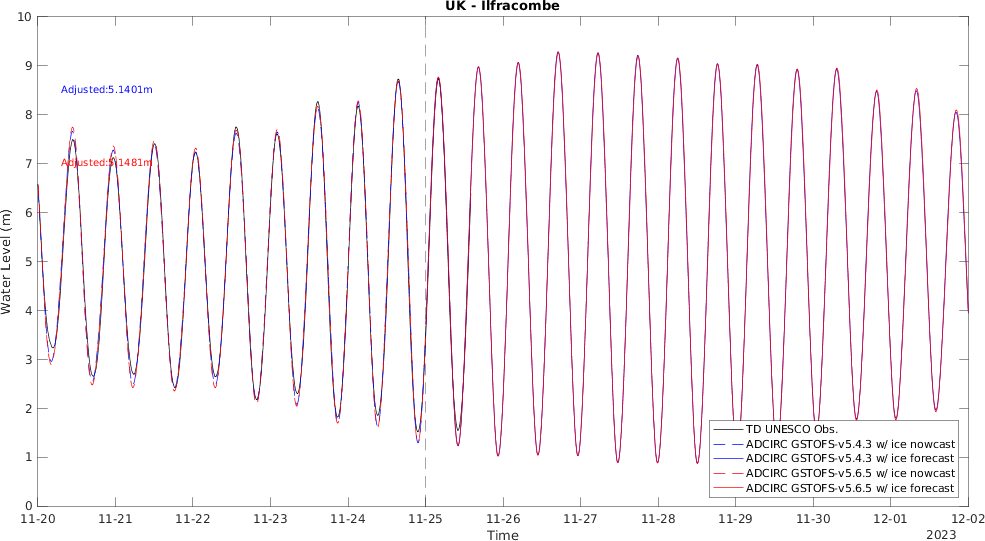 UK - Ilfracombe
10
9
8
7
6
5
4
3
2
1
0
Water Level (m)
Adjusted:5.1401m
Adjusted:5.1481m
TD UNESCO Obs.
ADCIRC GSTOFS-v5.4.3 w/ ice nowcast
ADCIRC GSTOFS-v5.4.3 w/ ice forecast
ADCIRC GSTOFS-v5.6.5 w/ ice nowcast
ADCIRC GSTOFS-v5.6.5 w/ ice forecast
11-20 11-21 11-22 11-23 11-24 11-25 11-26 11-27 11-28 11-29 11-30 12-01 12-02
Time
2023